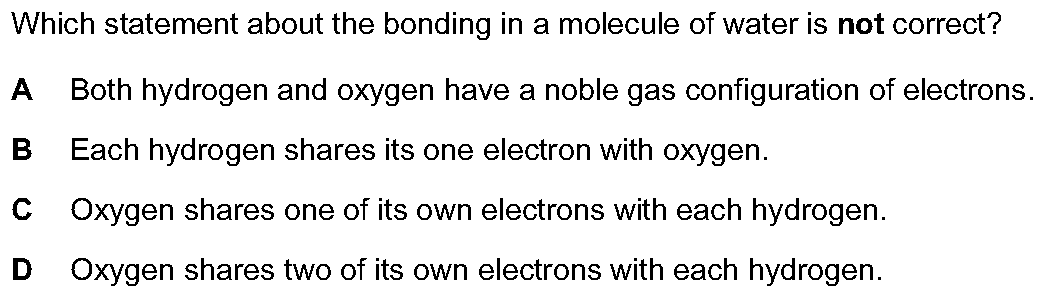 Which statement about the bonding in a molecule of water is not correct?
A Both hydrogen and oxygen have a noble gas configuration of electrons.
B Each hydrogen shares its one electron with oxygen.
C Oxygen shares one of its own electrons with each hydrogen.
D Oxygen shares two of its own electrons with each hydrogen.